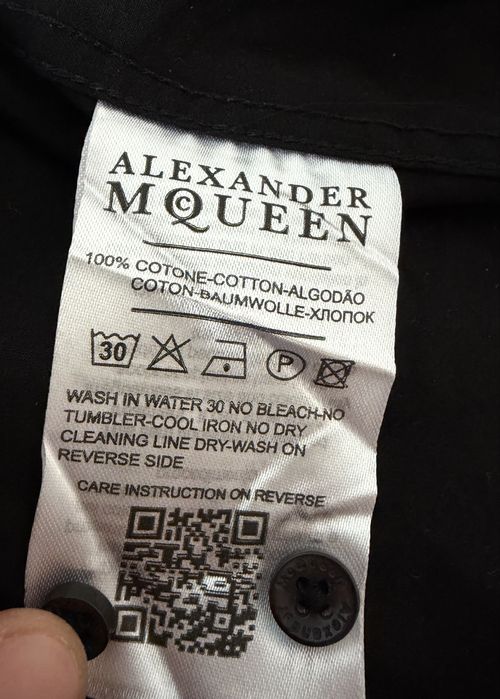 ALEXANDER
M©QUEEN
100% COTONE-COTTON-ALGODÃO
COTON-BAUMWOLLE-ХЛОПОК
30 P
WASH IN WATER 30 NO BLEACH-NO
TUMBLER-COOL IRON NO DRY
CLEANING LINE DRY-WASH ON
REVERSE SIDE
CARE INSTRUCTION ON REVERSE